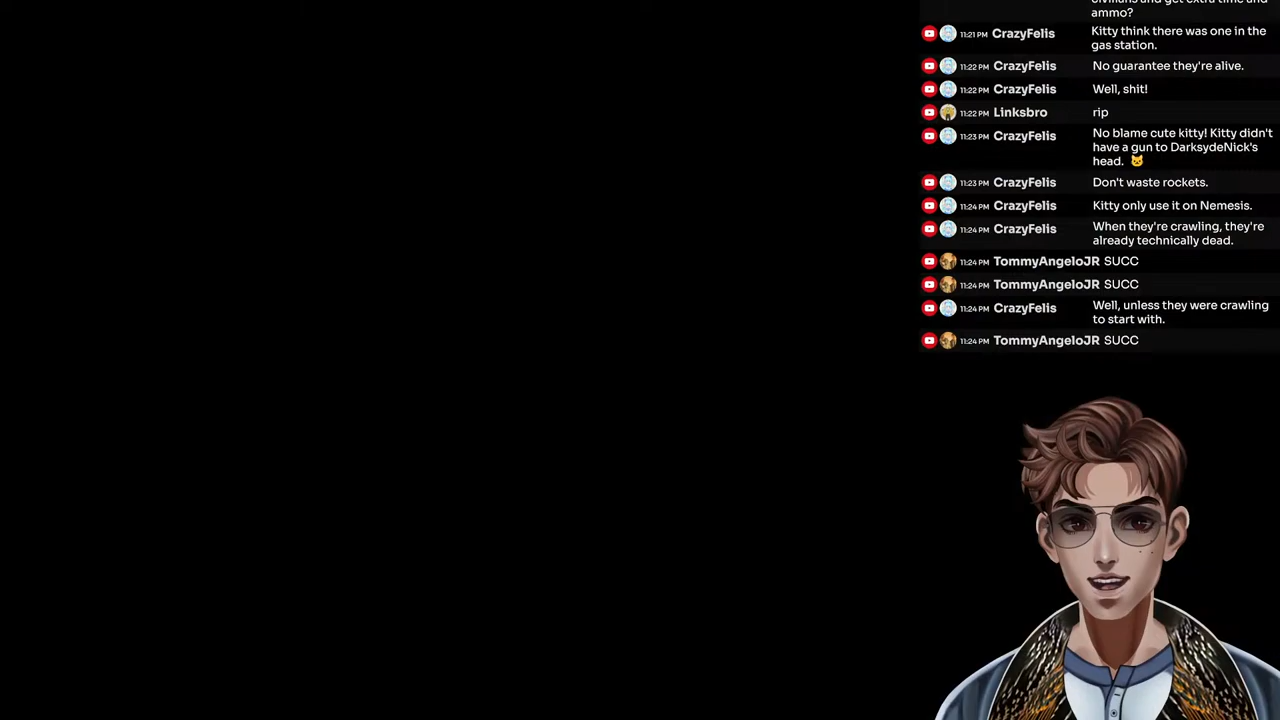 civilians and get extra time and
ammo?
11:21 PM CrazyFelis Kitty think there was one in the
gas station.
11:22 PM CrazyFelis No guarantee they're alive.
11:22 PM CrazyFelis Well, shit!
11:22 PM Linksbro rip
11:23 PM CrazyFelis No blame cute kitty! Kitty didn't
have a gun to DarksydeNick's
head. 🐱
11:23 PM CrazyFelis Don't waste rockets.
11:24 PM CrazyFelis Kitty only use it on Nemesis.
11:24 PM CrazyFelis When they're crawling, they're
already technically dead.
11:24 PM TommyAngeloJR SUCC
11:24 PM TommyAngeloJR SUCC
11:24 PM CrazyFelis Well, unless they were crawling
to start with.
11:24 PM TommyAngeloJR SUCC